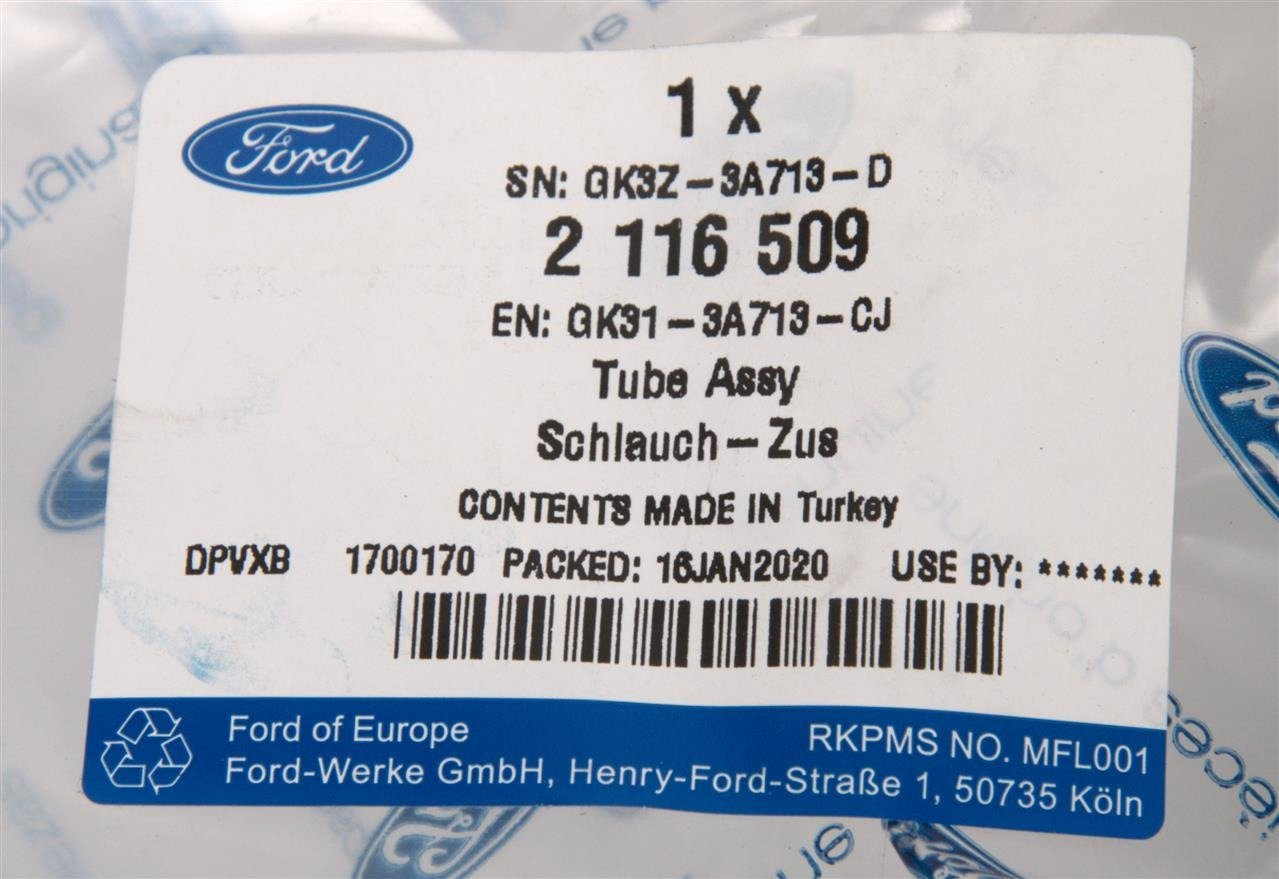 Ford
1 x
SN: GK3Z-3A713-D
2 116 509
EN: GK31-3A713-CJ
Tube Assy
Schlauch-Zus
CONTENTS MADE IN Turkey
DPVXB 1700170 PACKED: 16JAN2020 USE BY: *******
Ford of Europe
RKPMS NO. MFL001
Ford-Werke GmbH, Henry-Ford-Straße 1, 50735 Köln